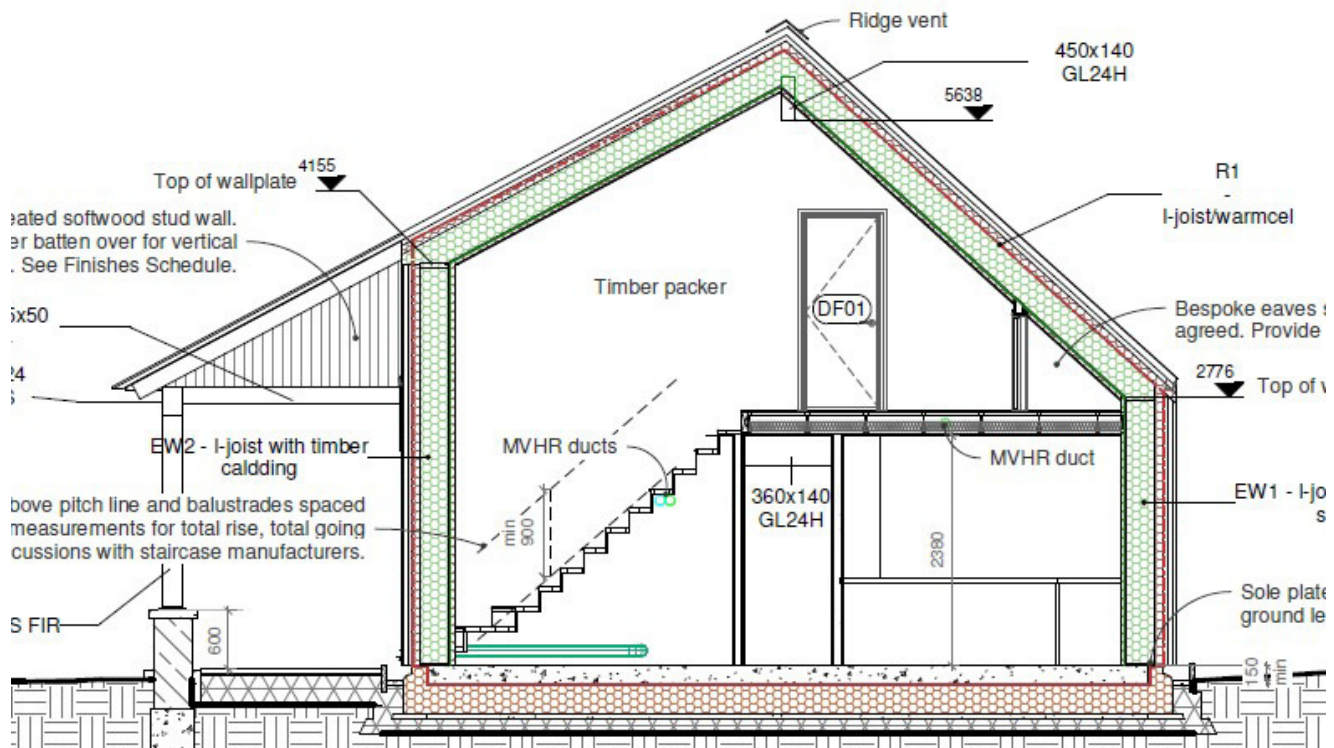 Ridge vent
450x140
GL24H
5638
4155
Top of wallplate
R1
-
I-joist/warmcel
eated softwood stud wall.
er batten over for vertical
. See Finishes Schedule.
Timber packer
DF01
5x50
Bespoke eaves s
agreed. Provide
24
2776
Top of w
EW2 - I-joist with timber
caldding
MVHR ducts
MVHR duct
360x140
GL24H
EW1 - I-jo
s
bove pitch line and balustrades spaced
measurements for total rise, total going
cussions with staircase manufacturers.
min
900
2380
Sole plate
ground le
S FIR
600
150
min